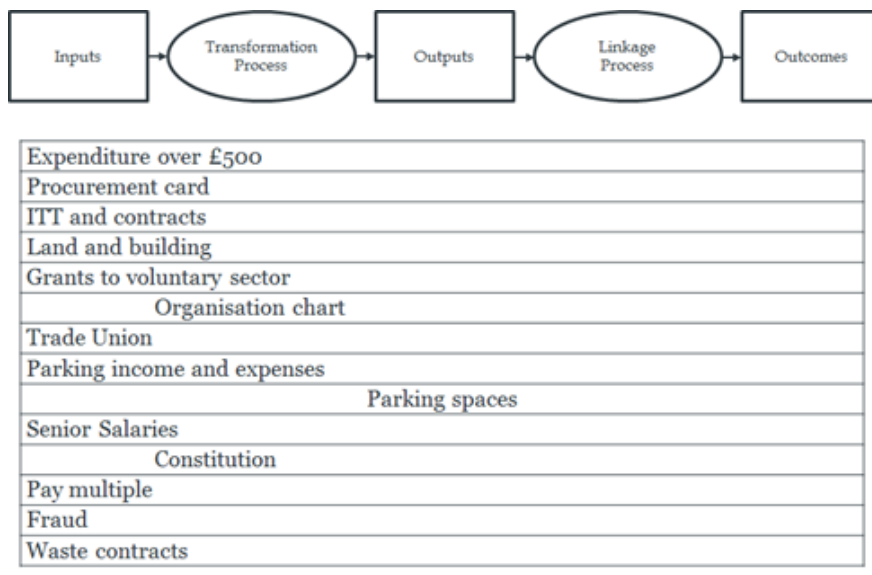 Inputs
Transformation
Process
Outputs
Linkage
Process
Outcomes
Expenditure over £500
Procurement card
ITT and contracts
Land and building
Grants to voluntary sector
Organisation chart
Trade Union
Parking income and expenses
Parking spaces
Senior Salaries
Constitution
Pay multiple
Fraud
Waste contracts